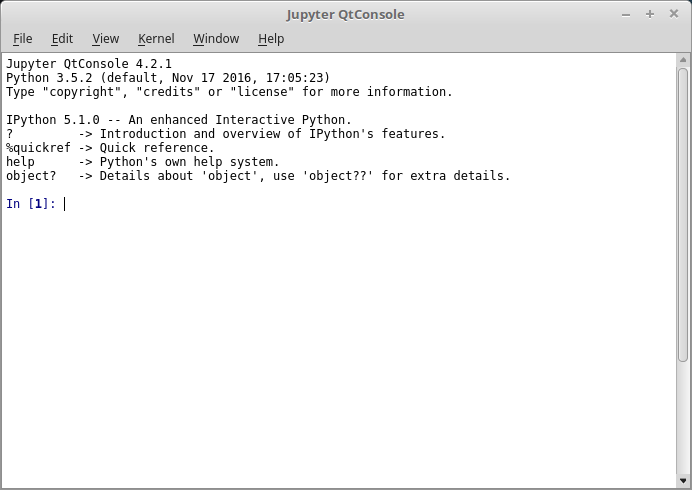 Jupyter QtConsole
File Edit View Kernel Window Help
Jupyter QtConsole 4.2.1
Python 3.5.2 (default, Nov 17 2016, 17:05:23)
Type "copyright", "credits" or "license" for more information.
IPython 5.1.0 -- An enhanced Interactive Python.
?         -> Introduction and overview of IPython's features.
%quickref -> Quick reference.
help      -> Python's own help system.
object?   -> Details about 'object', use 'object??' for extra details.
In [1]: